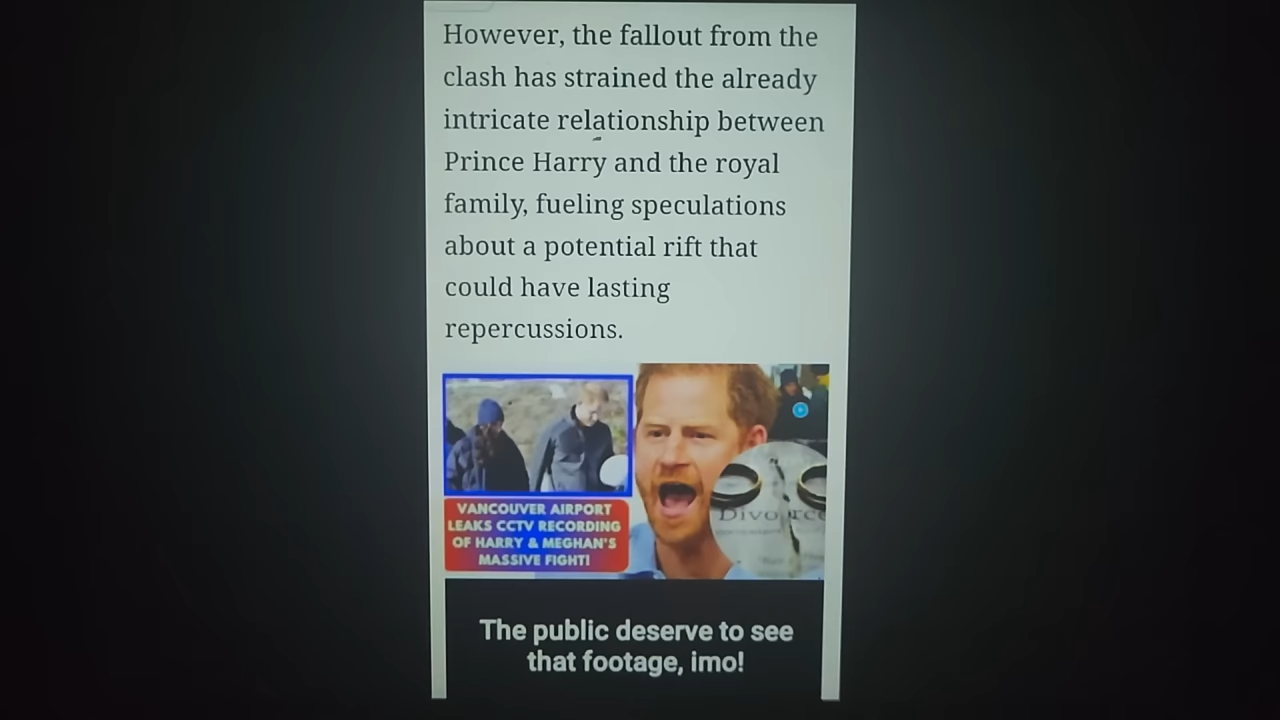 However, the fallout from the
clash has strained the already
intricate relationship between
Prince Harry and the royal
family, fueling speculations
about a potential rift that
could have lasting
repercussions.
VANCOUVER AIRPORT
LEAKS CCTV RECORDING
OF HARRY & MEGHAN'S
MASSIVE FIGHT!
Divorce
The public deserve to see
that footage, imo!